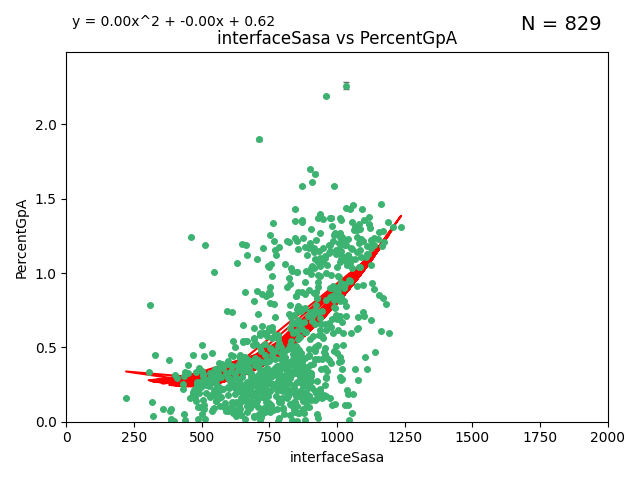 y = 0.00x^2 + -0.00x + 0.62
N = 829
interfaceSasa vs PercentGpA
PercentGpA
2.0
1.5
1.0
0.5
0.0
0 250 500 750 1000 1250 1500 1750 2000
interfaceSasa